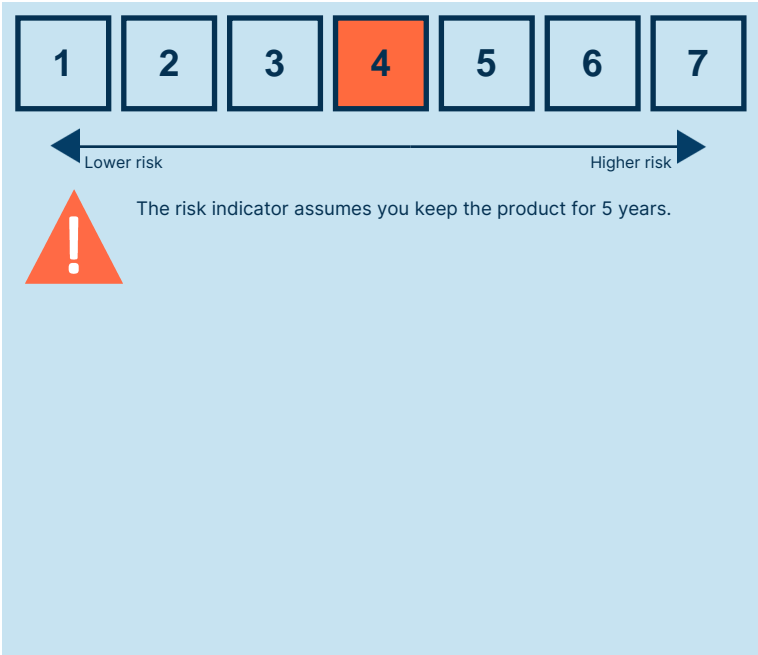 1 2 3 4 5 6 7
Lower risk Higher risk
The risk indicator assumes you keep the product for 5 years.
!